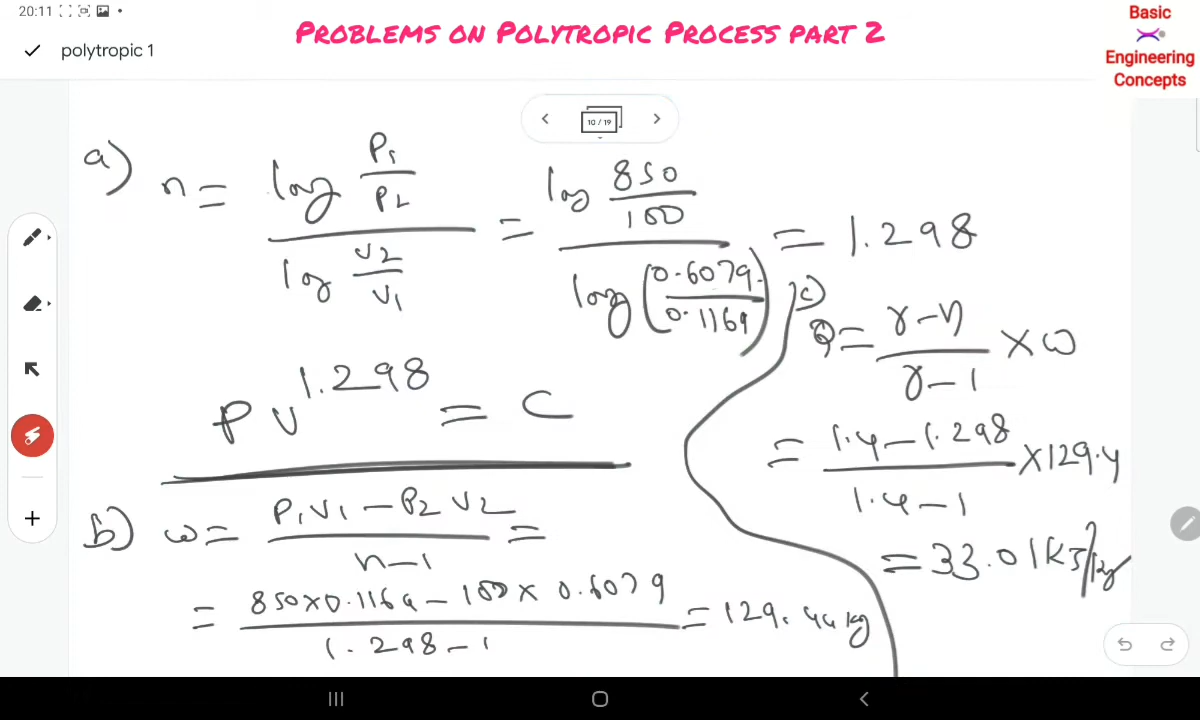 20:11
PROBLEMS ON POLYTROPIC PROCESS PART 2
Basic
Engineering
Concepts
polytropic 1
10 / 19
a) n = log P1/P2 / log V2/V1 = log 850/100 / log (0.6079/0.1169) = 1.298
PV^1.298 = C
b) w = P1V1 - P2V2 / n-1 =
= 850×0.1169 - 100 × 0.6079 / 1.298-1 = 129.44 kg
c)
Q = γ-n / γ-1 × w
= 1.4-1.298 / 1.4-1 × 129.4
= 33.01 KJ/kg